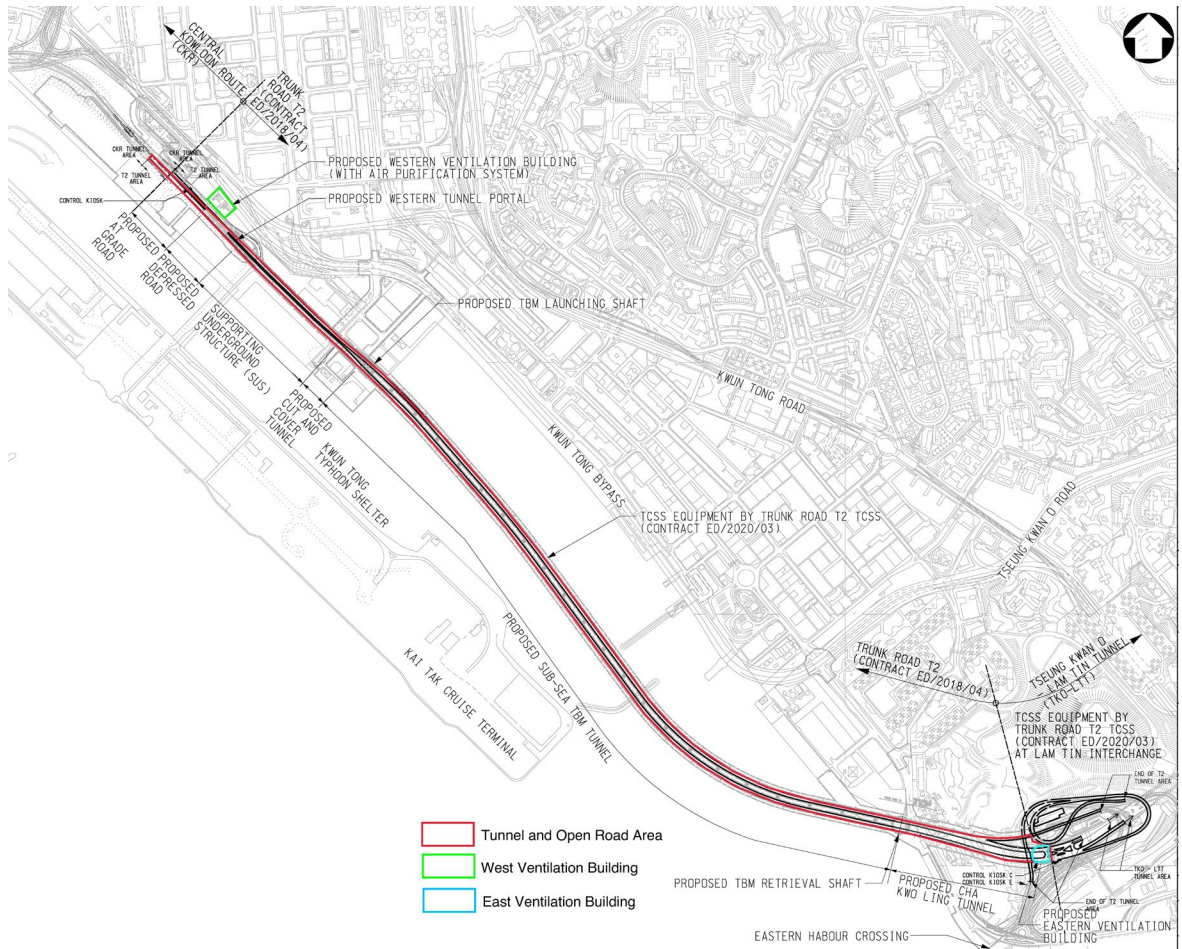 CENTRAL
KOWLOON ROUTE
(CKR)
TRUNK
ROAD T2
(CONTRACT
ED/2018/04)
CKR TUNNEL
AREA
CKR TUNNEL
AREA
T2 TUNNEL
AREA
T2 TUNNEL
AREA
CONTROL KIOSK
PROPOSED WESTERN VENTILATION BUILDING
(WITH AIR PURIFICATION SYSTEM)
PROPOSED WESTERN TUNNEL PORTAL
PROPOSED
AT
GRADE
ROAD
PROPOSED
DEPRESSED
ROAD
SUPPORTING
UNDERGROUND
STRUCTURE (SUS)
PROPOSED
CUT AND
COVER
TUNNEL
PROPOSED TBM LAUNCHING SHAFT
KWUN TONG
TYPHOON SHELTER
KWUN TONG ROAD
KWUN TONG BYPASS
TCSS EQUIPMENT BY TRUNK ROAD T2 TCSS
(CONTRACT ED/2020/03)
TSEUNG KWAN O ROAD
PROPOSED SUB-SEA TBM TUNNEL
KAI TAK CRUISE TERMINAL
TRUNK ROAD T2
(CONTRACT ED/2018/04)
TSEUNG KWAN O
- LAM TIN TUNNEL
(TKO-LTT)
TCSS EQUIPMENT BY
TRUNK ROAD T2 TCSS
(CONTRACT ED/2020/03)
AT LAM TIN INTERCHANGE
END OF T2
TUNNEL AREA
TKO - LTT
TUNNEL AREA
CONTROL KIOSK C
CONTROL KIOSK E
END OF T2 TUNNEL
AREA
PROPOSED
EASTERN VENTILATION
BUILDING
PROPOSED TBM RETRIEVAL SHAFT
PROPOSED CHA
KWO LING TUNNEL
EASTERN HABOUR CROSSING
Tunnel and Open Road Area
West Ventilation Building
East Ventilation Building